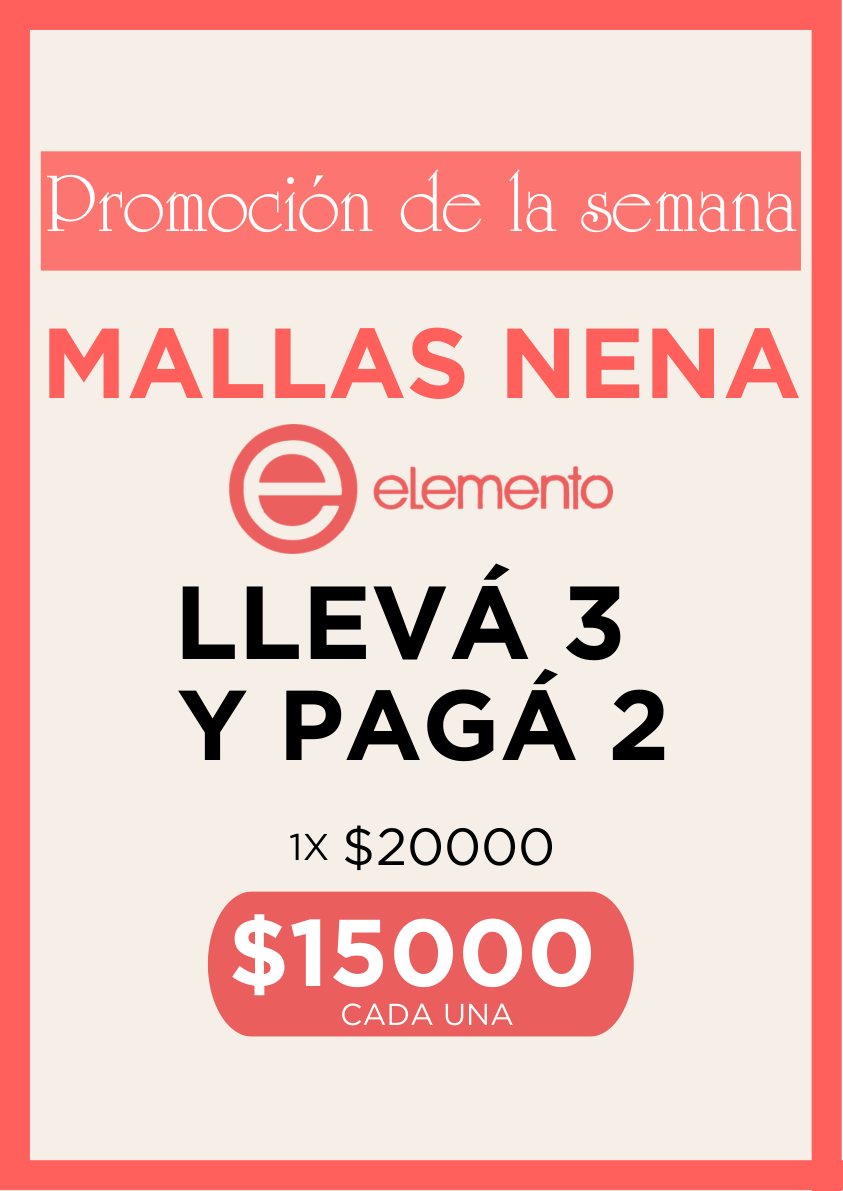 Promoción de la semana
MALLAS NENA
e elemento
LLEVÁ 3
Y PAGÁ 2
1X $20000
$15000
CADA UNA